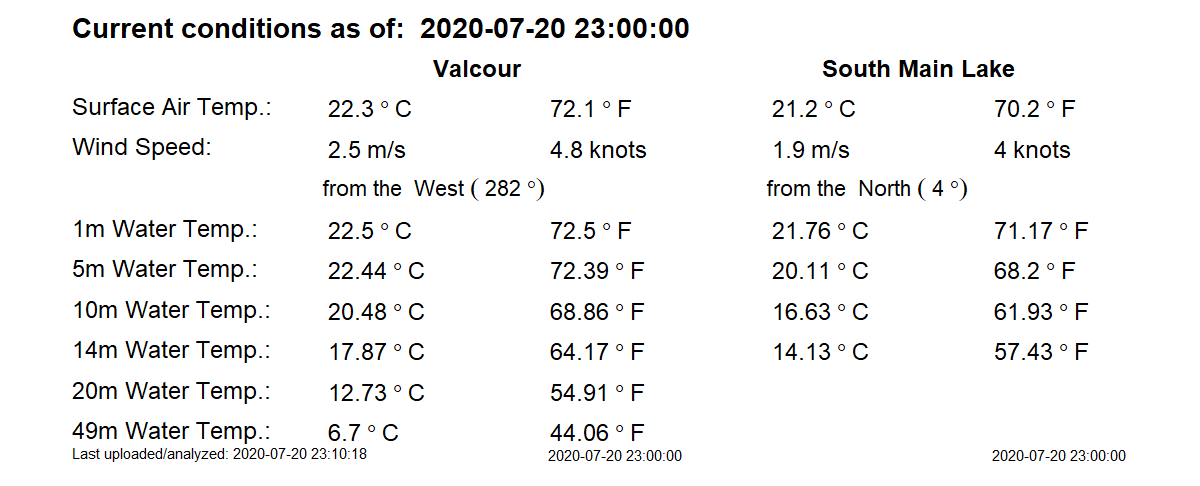 Current conditions as of: 2020-07-20 23:00:00
Valcour South Main Lake
Surface Air Temp.: 22.3 ° C 72.1 ° F 21.2 ° C 70.2 ° F
Wind Speed: 2.5 m/s 4.8 knots 1.9 m/s 4 knots
from the West ( 282 °) from the North ( 4 °)
1m Water Temp.: 22.5 ° C 72.5 ° F 21.76 ° C 71.17 ° F
5m Water Temp.: 22.44 ° C 72.39 ° F 20.11 ° C 68.2 ° F
10m Water Temp.: 20.48 ° C 68.86 ° F 16.63 ° C 61.93 ° F
14m Water Temp.: 17.87 ° C 64.17 ° F 14.13 ° C 57.43 ° F
20m Water Temp.: 12.73 ° C 54.91 ° F
49m Water Temp.: 6.7 ° C 44.06 ° F
Last uploaded/analyzed: 2020-07-20 23:10:18 2020-07-20 23:00:00 2020-07-20 23:00:00